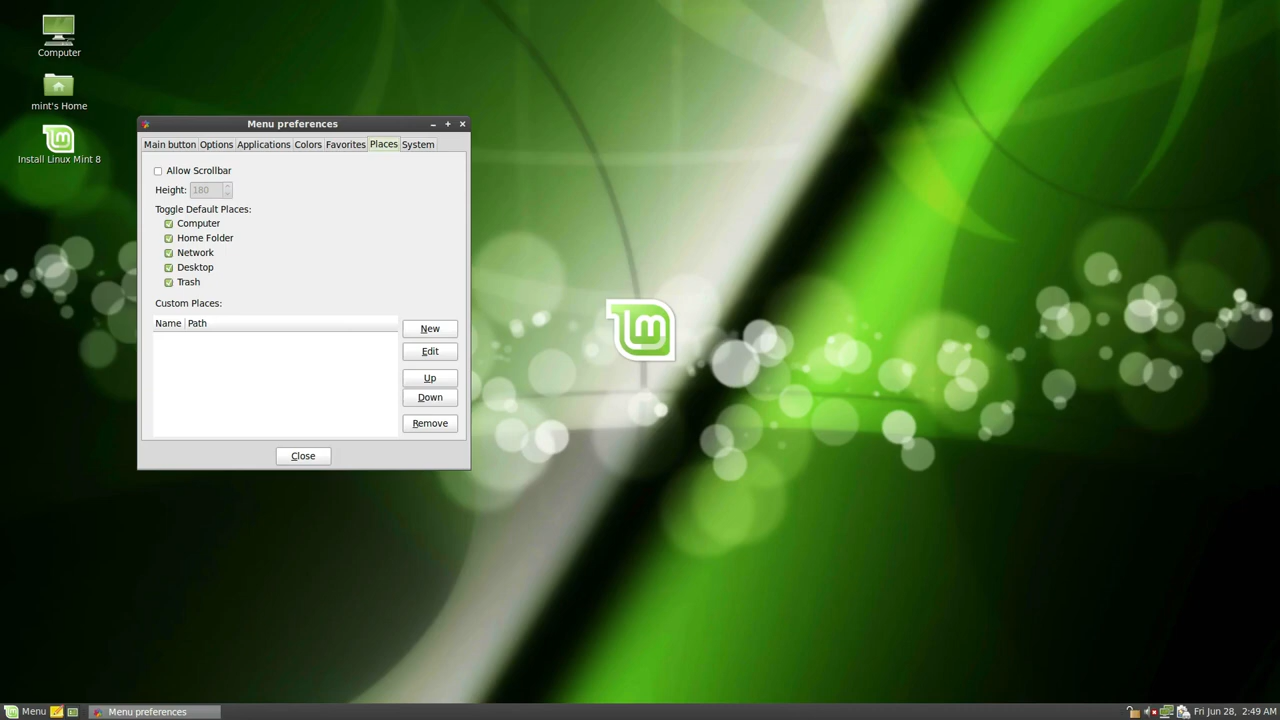 Computer
mint's Home
Install Linux Mint 8
Menu preferences
Main button Options Applications Colors Favorites Places System
Allow Scrollbar
Height: 180
Toggle Default Places:
Computer
Home Folder
Network
Desktop
Trash
Custom Places:
Name Path
New
Edit
Up
Down
Remove
Close
Menu Menu preferences Fri Jun 28, 2:49 AM